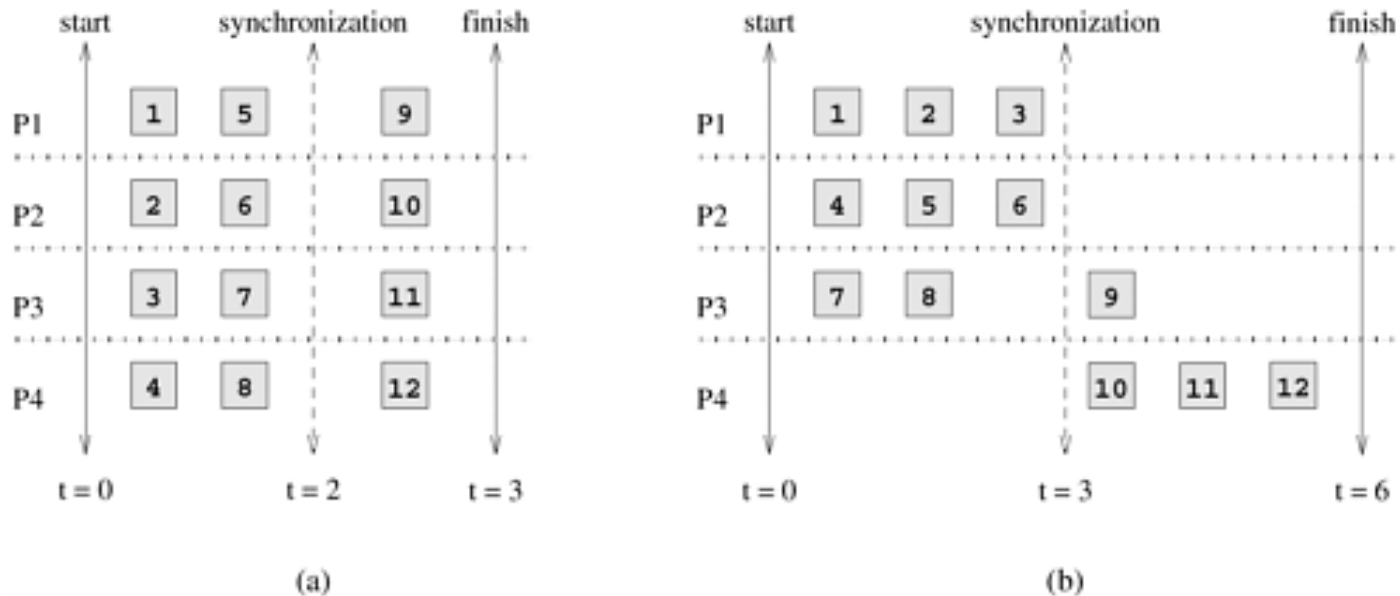 start synchronization finish
P1 1 5 9
P2 2 6 10
P3 3 7 11
P4 4 8 12
t = 0 t = 2 t = 3
(a)
start synchronization finish
P1 1 2 3
P2 4 5 6
P3 7 8 9
P4 10 11 12
t = 0 t = 3 t = 6
(b)